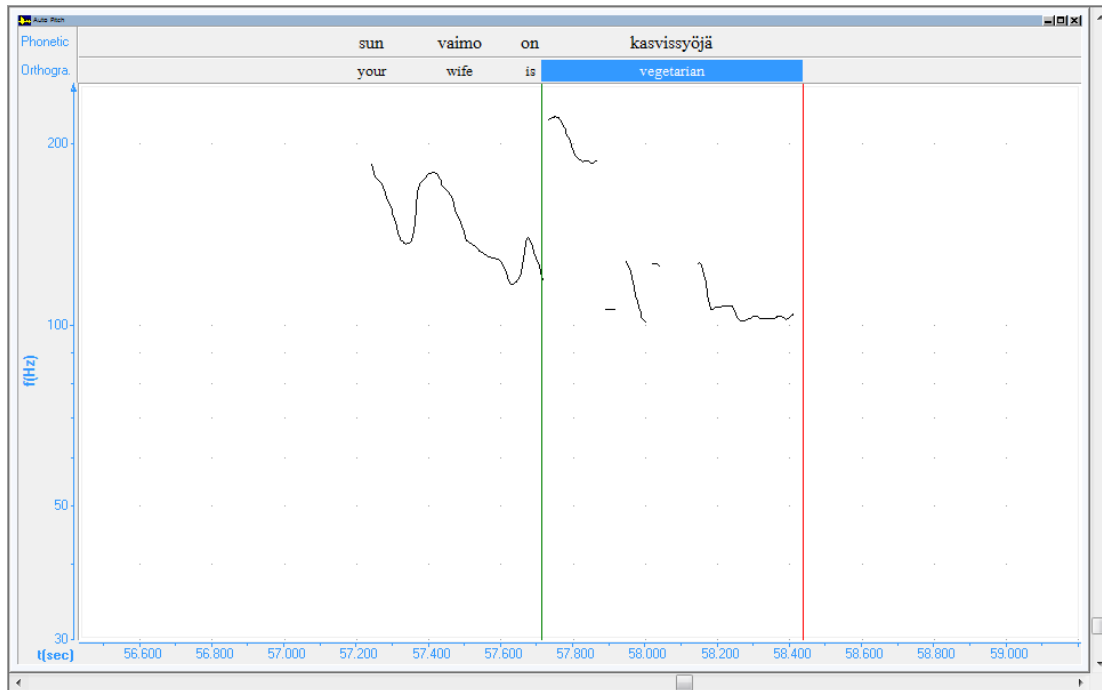 Auto Pitch
Phonetic sun vaimo on kasvissyöjä
Orthogra. your wife is vegetarian
200
100
f(Hz)
50
30
t(sec) 56.600 56.800 57.000 57.200 57.400 57.600 57.800 58.000 58.200 58.400 58.600 58.800 59.000